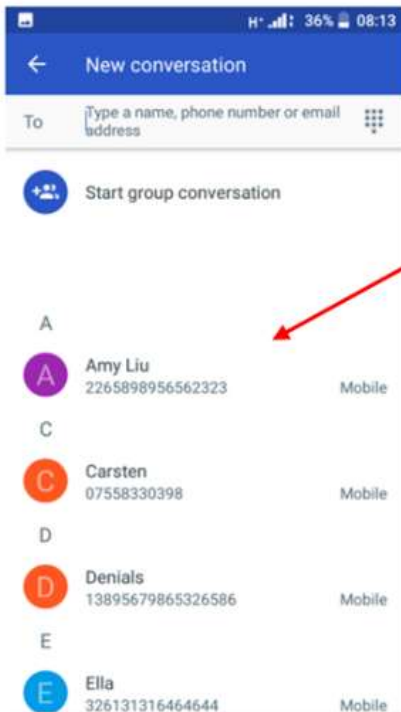 H+ 36% 08:13
New conversation
To
Type a name, phone number or email
address
Start group conversation
A
A
Amy Liu
2265898956562323
Mobile
C
C
Carsten
07558330398
Mobile
D
D
Denials
13895679865326586
Mobile
E
E
Ella
326131316464644
Mobile